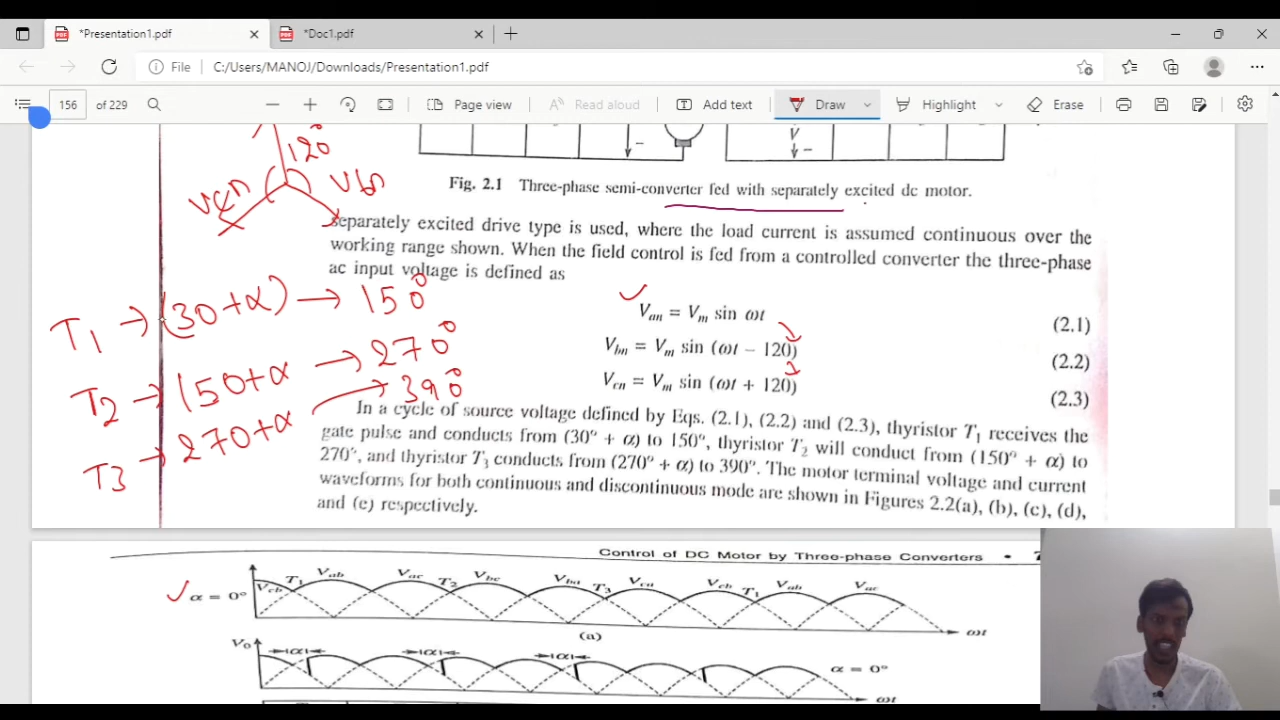 *Presentation1.pdf
*Doc1.pdf
File
C:/Users/MANOJ/Downloads/Presentation1.pdf
156 of 229
Page view
Read aloud
Add text
Draw
Highlight
Erase
120°
Vcn
Vbn
V
Fig. 2.1 Three-phase semi-converter fed with separately excited dc motor.
separately excited drive type is used, where the load current is assumed continuous over the
working range shown. When the field control is fed from a controlled converter the three-phase
ac input voltage is defined as
Van = Vm sin ωt (2.1)
Vbn = Vm sin (ωt – 120) (2.2)
Vcn = Vm sin (ωt + 120) (2.3)
T1 → (30+α) → 150°
T2 → 150+α → 270°
T3 → 270+α → 390°
In a cycle of source voltage defined by Eqs. (2.1), (2.2) and (2.3), thyristor T1 receives the
gate pulse and conducts from (30° + α) to 150°, thyristor T2 will conduct from (150° + α) to
270°, and thyristor T3 conducts from (270° + α) to 390°. The motor terminal voltage and current
waveforms for both continuous and discontinuous mode are shown in Figures 2.2(a), (b), (c), (d),
and (e) respectively.
Control of DC Motor by Three-phase Converters •
α = 0°
Vcb T1 Vab Vac T2 Vbc Vba T3 Vca Vcb T1 Vab Vac
ωt
(a)
V0
|α| |α| |α|
α = 0°
ωt